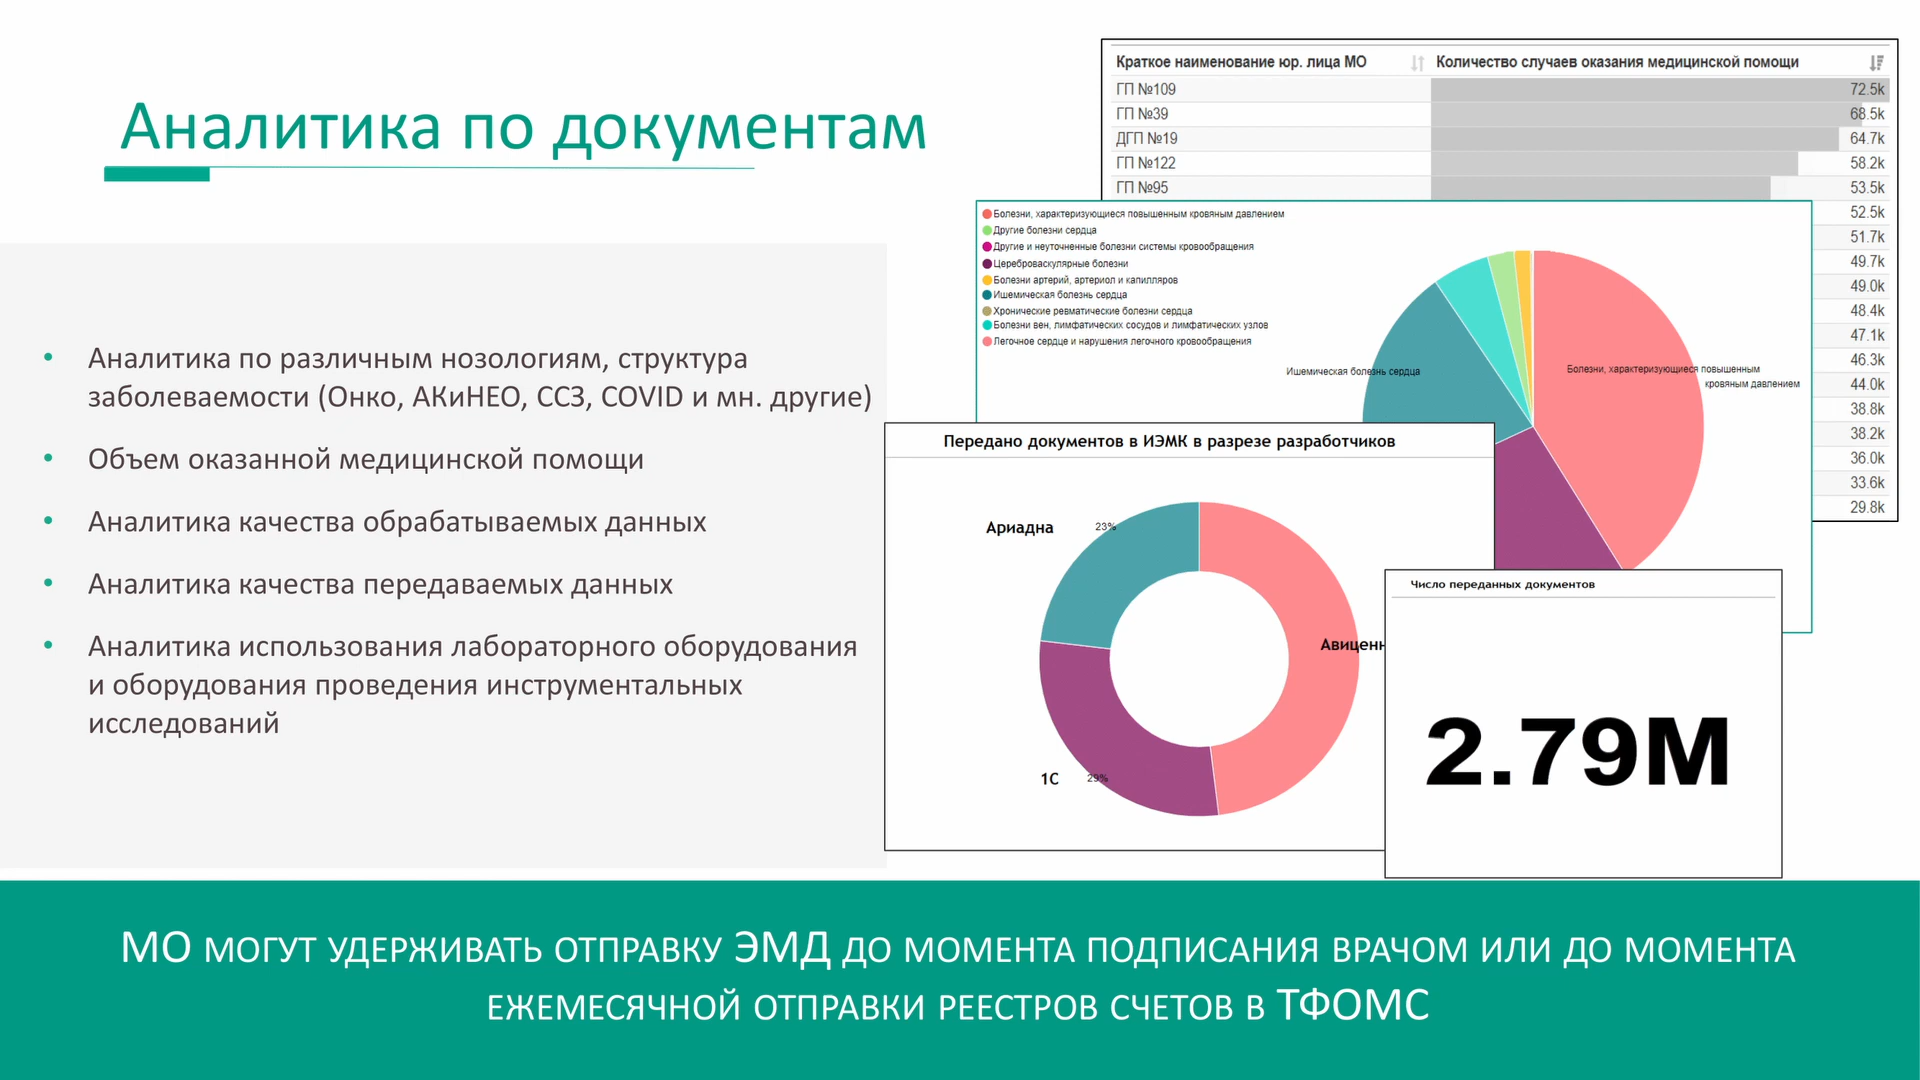 Аналитика по документам
• Аналитика по различным нозологиям, структура
заболеваемости (Онко, АКиНЕО, ССЗ, COVID и мн. другие)
• Объем оказанной медицинской помощи
• Аналитика качества обрабатываемых данных
• Аналитика качества передаваемых данных
• Аналитика использования лабораторного оборудования
и оборудования проведения инструментальных
исследований
Краткое наименование юр. лица МО Количество случаев оказания медицинской помощи
ГП №109 72.5k
ГП №39 68.5k
ДГП №19 64.7k
ГП №122 58.2k
ГП №95 53.5k
52.5k
51.7k
49.7k
49.0k
48.4k
47.1k
46.3k
44.0k
38.8k
38.2k
36.0k
33.6k
29.8k
Болезни, характеризующиеся повышенным кровяным давлением
Другие болезни сердца
Другие и неуточненные болезни системы кровообращения
Цереброваскулярные болезни
Болезни артерий, артериол и капилляров
Ишемическая болезнь сердца
Хронические ревматические болезни сердца
Болезни вен, лимфатических сосудов и лимфатических узлов
Легочное сердце и нарушения легочного кровообращения
Ишемическая болезнь сердца
Болезни, характеризующиеся повышенным
кровяным давлением
Передано документов в ИЭМК в разрезе разработчиков
Ариадна 23%
Авиценн
1С 29%
Число переданных документов
2.79M
МО МОГУТ УДЕРЖИВАТЬ ОТПРАВКУ ЭМД ДО МОМЕНТА ПОДПИСАНИЯ ВРАЧОМ ИЛИ ДО МОМЕНТА
ЕЖЕМЕСЯЧНОЙ ОТПРАВКИ РЕЕСТРОВ СЧЕТОВ В ТФОМС